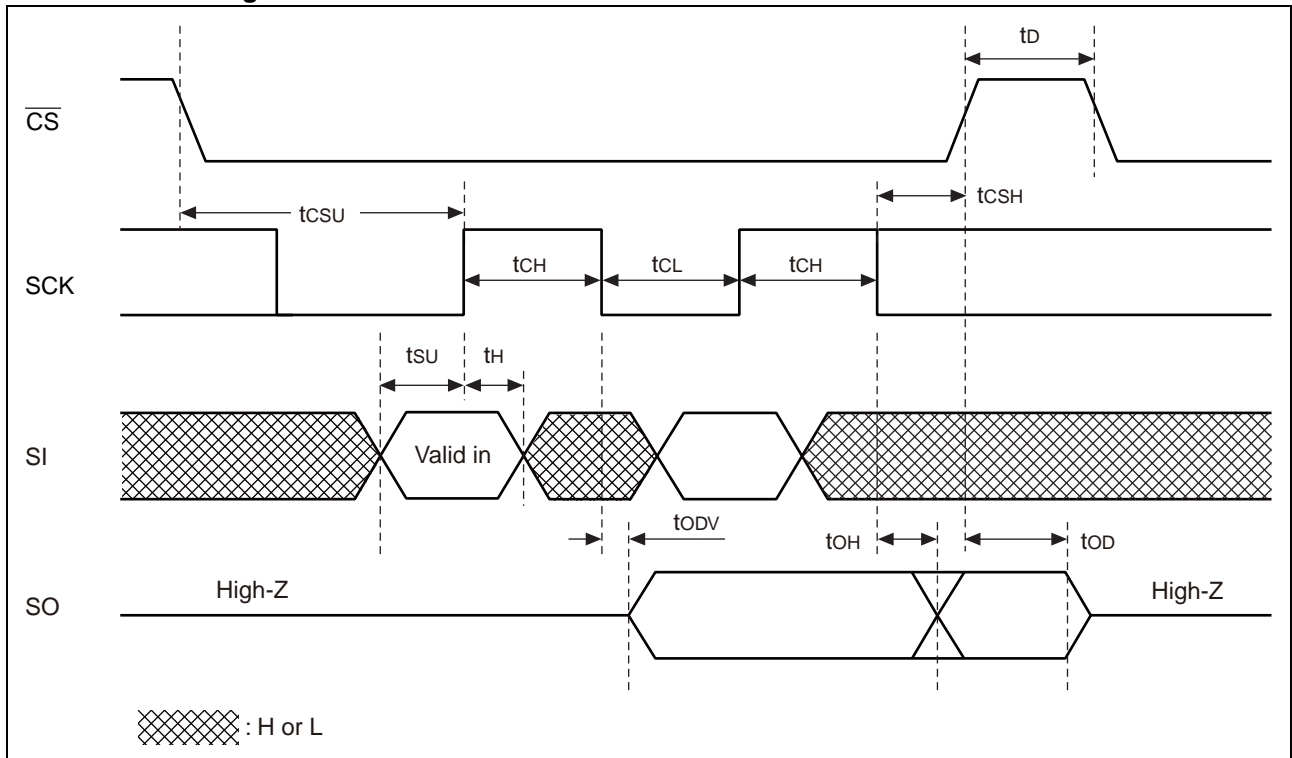 tD
CS
tCSH
tCSU
tCH
tCL
tCH
SCK
tSU
tH
SI
Valid in
tODV
tOH
tOD
High-Z
High-Z
SO
: H or L